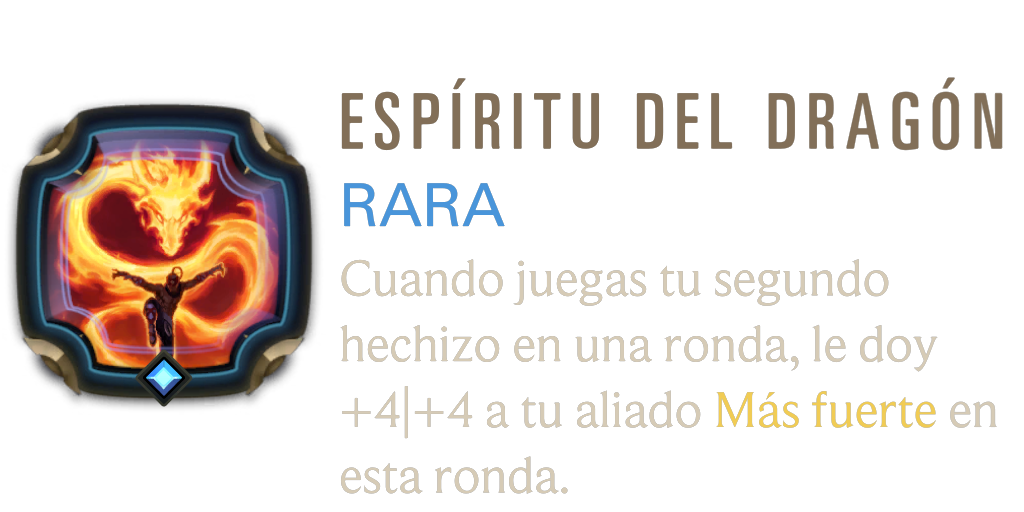 ESPÍRITU DEL DRAGÓN
RARA
Cuando juegas tu segundo
hechizo en una ronda, le doy
+4|+4 a tu aliado Más fuerte en
esta ronda.